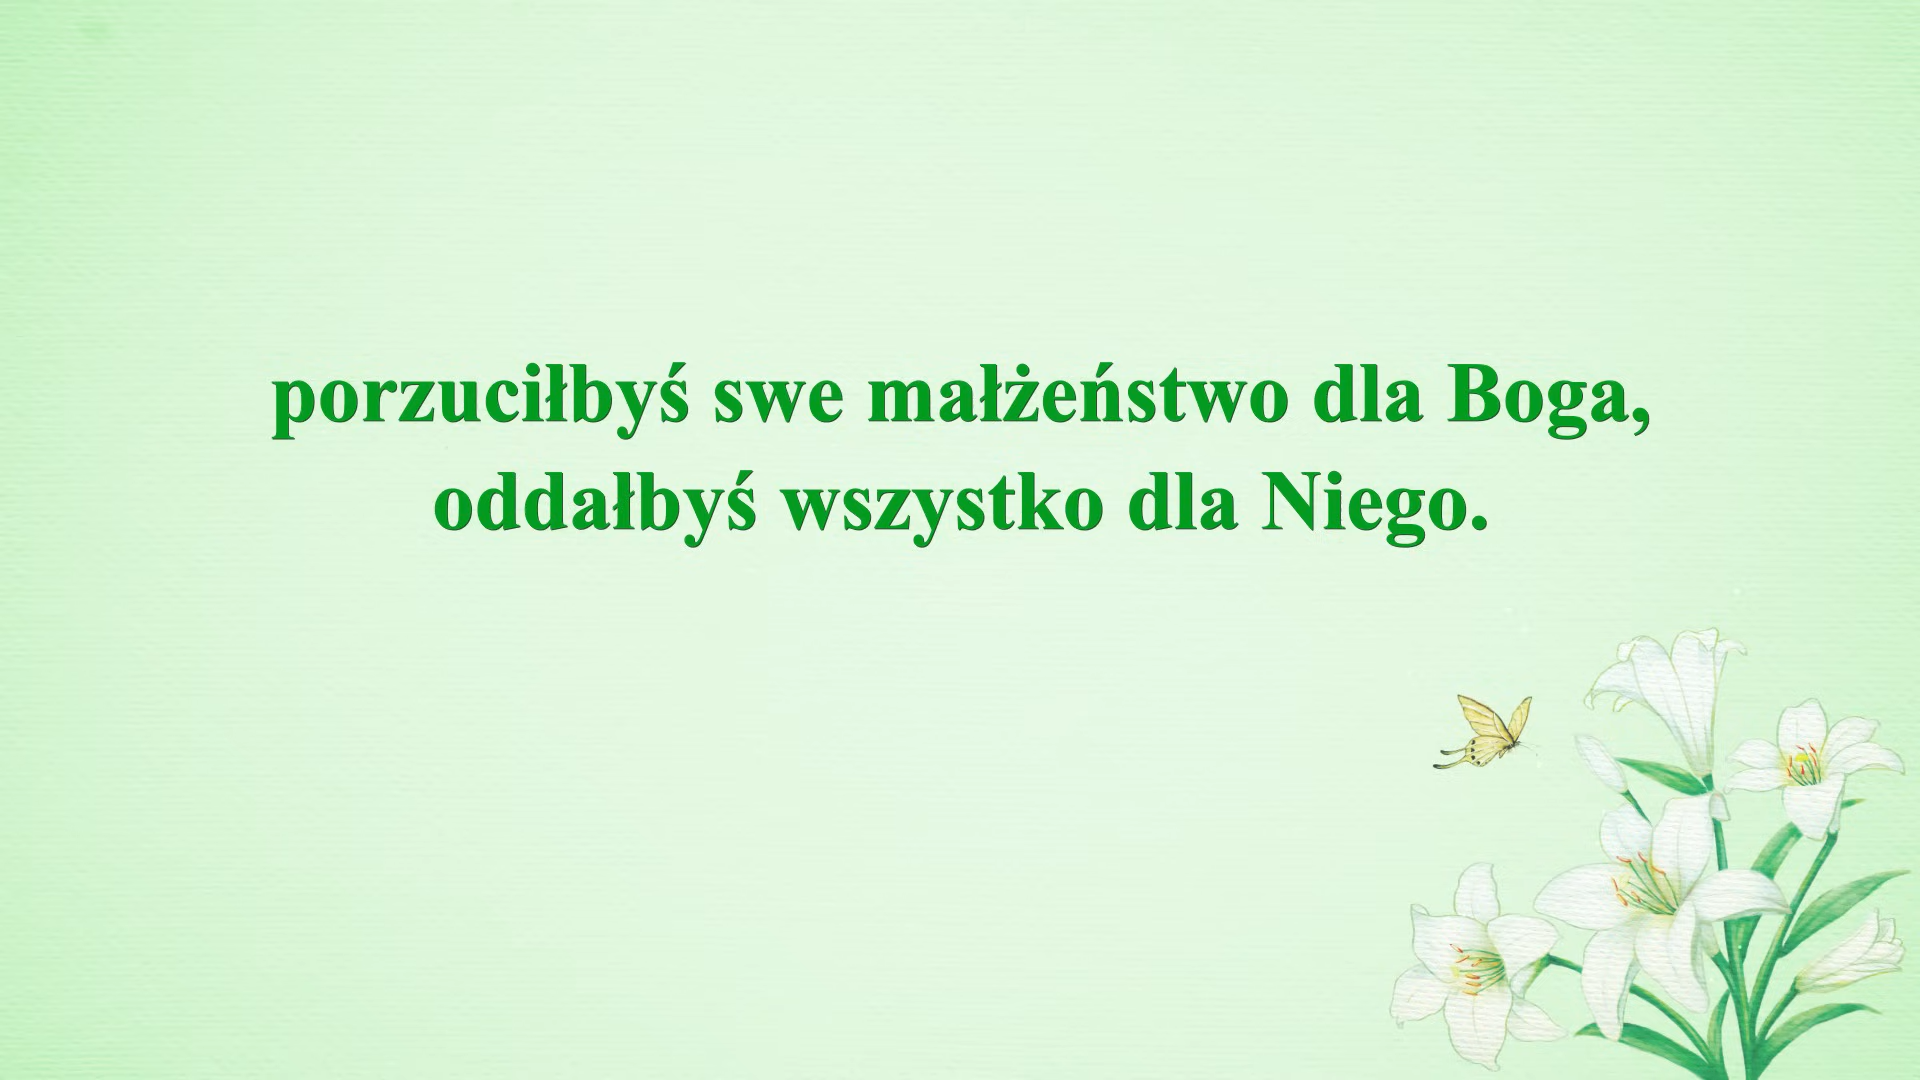 porzuciłbyś swe małżeństwo dla Boga,
oddałbyś wszystko dla Niego.